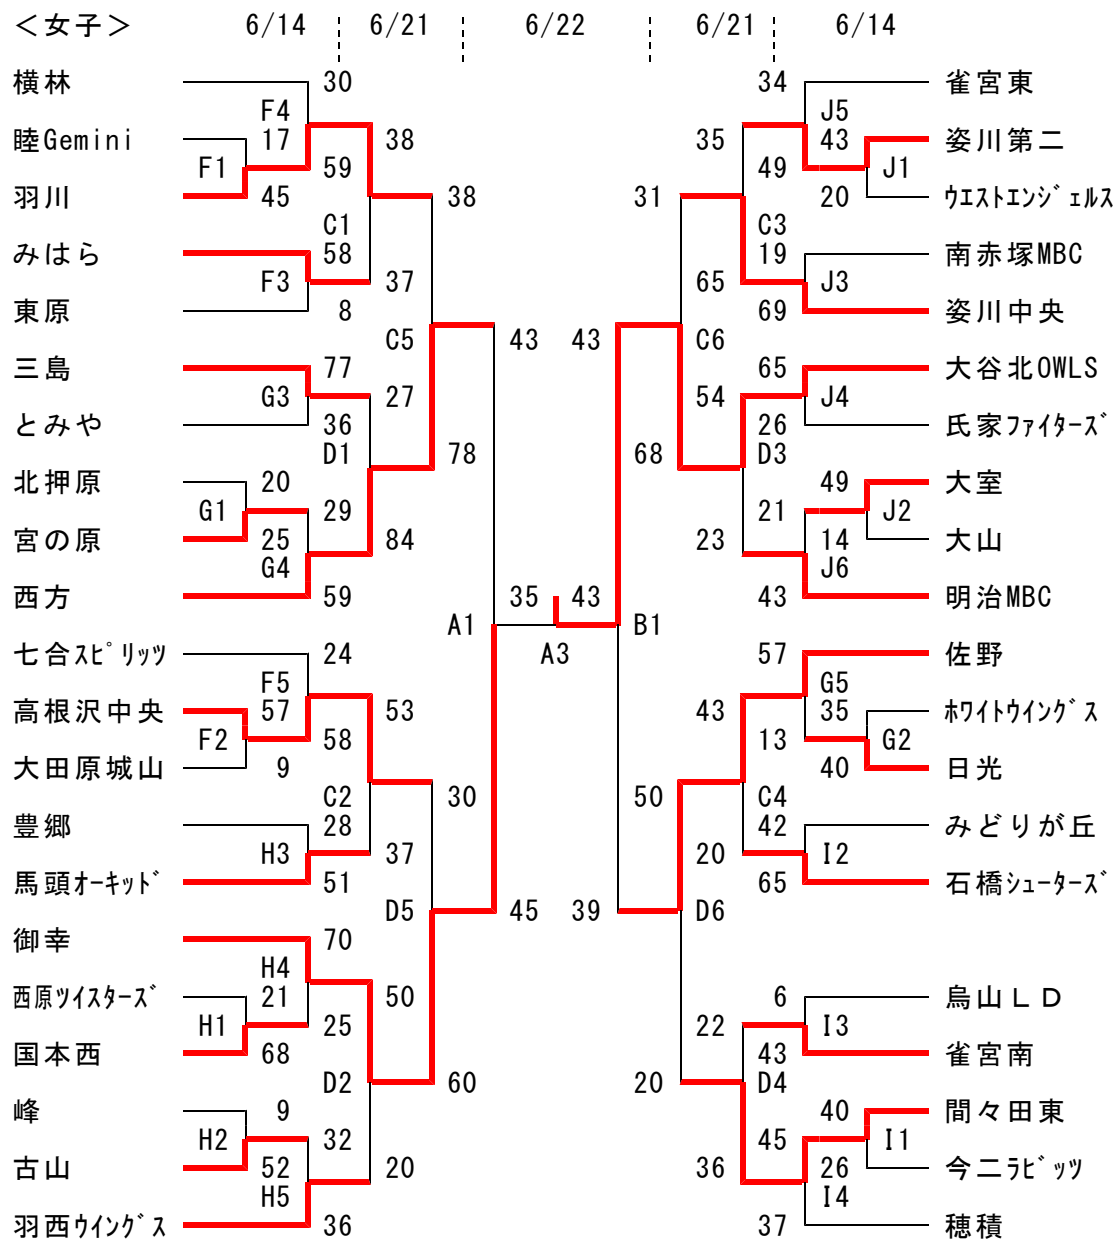 ＜女子＞ 6/14 6/21 6/22 6/21 6/14
横林 30 34 雀宮東
F4 J5
睦Gemini 17 38 35 43 姿川第二
F1 59 49 J1
羽川 45 38 31 20 ウエストエンジェルス
C1 C3
みはら 58 19 南赤塚MBC
F3 37 65 J3
東原 8 69 姿川中央
C5 43 43 C6
三島 77 65 大谷北OWLS
G3 27 54 J4
とみや 36 26 氏家ファイターズ
D1 78 68 D3
北押原 20 49 大室
G1 29 21 J2
宮の原 25 84 23 14 大山
G4 J6
西方 59 35 43 43 明治MBC
A1 B1
七合スピリッツ 24 A3 57 佐野
F5 G5
高根沢中央 57 53 43 35 ホワイトウイングス
F2 58 13 G2
大田原城山 9 40 日光
C2 30 50 C4
豊郷 28 42 みどりが丘
H3 37 20 I2
馬頭オーキッド 51 65 石橋シューターズ
D5 45 39 D6
御幸 70
H4
西原ツイスターズ 21 50 22 6 烏山ＬＤ
H1 25 I3
国本西 68 43 雀宮南
D2 60 20 D4
峰 9 40 間々田東
H2 32 45 I1
古山 52 20 36 26 今二ラビッツ
H5 I4
羽西ウイングス 36 37 穂積